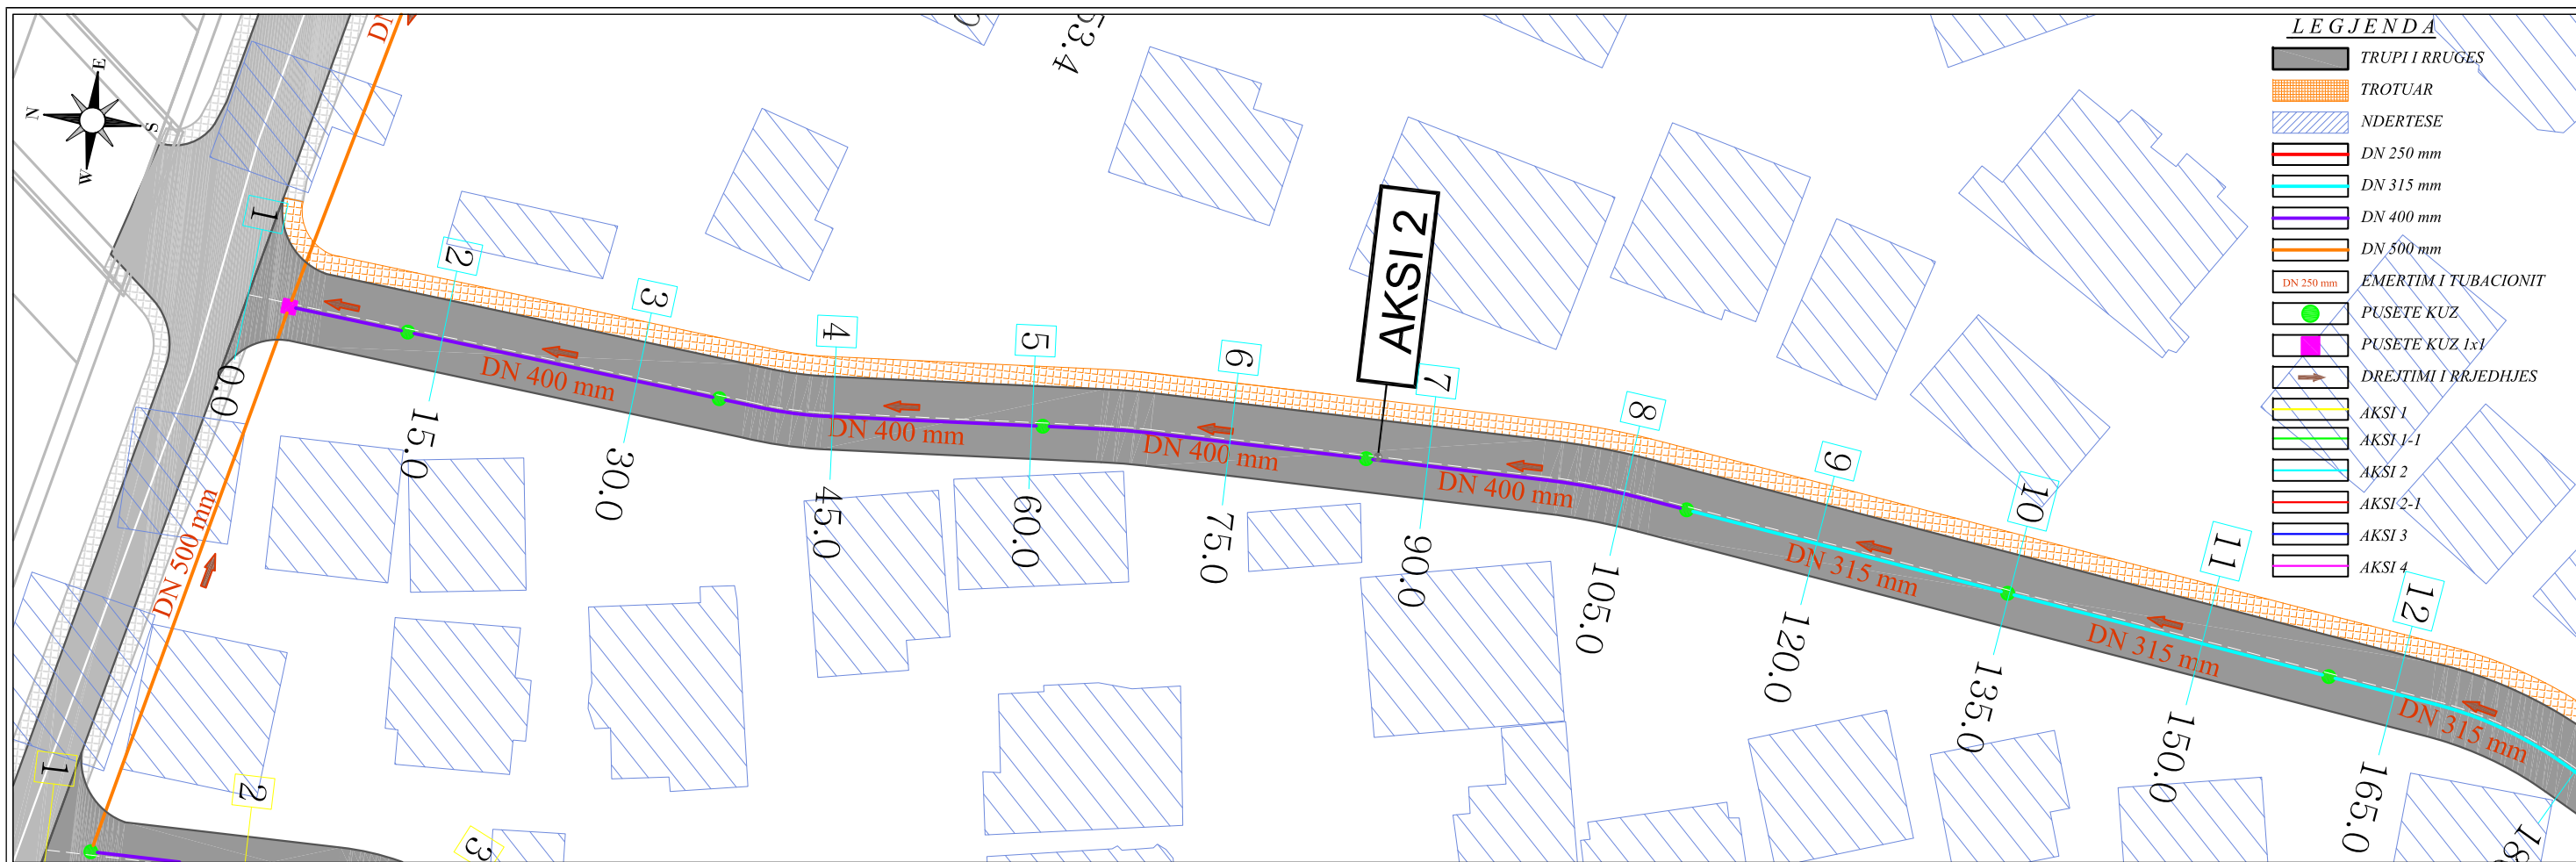 LEGJENDA
TRUPI I RRUGES
TROTUAR
NDERTESE
DN 250 mm
DN 315 mm
DN 400 mm
DN 500 mm
DN 250 mm EMERTIM I TUBACIONIT
PUSETE KUZ
PUSETE KUZ 1x1
DREJTIMI I RRJEDHJES
AKSI 1
AKSI 1-1
AKSI 2
AKSI 2-1
AKSI 3
AKSI 4
N
E
S
W
53.4
AKSI 2
1
2
3
4
5
6
7
8
9
10
11
12
0.0
15.0
30.0
45.0
60.0
75.0
90.0
105.0
120.0
135.0
150.0
165.0
DN 400 mm
DN 400 mm
DN 400 mm
DN 400 mm
DN 315 mm
DN 315 mm
DN 315 mm
DN 500 mm
DN
1
2
3